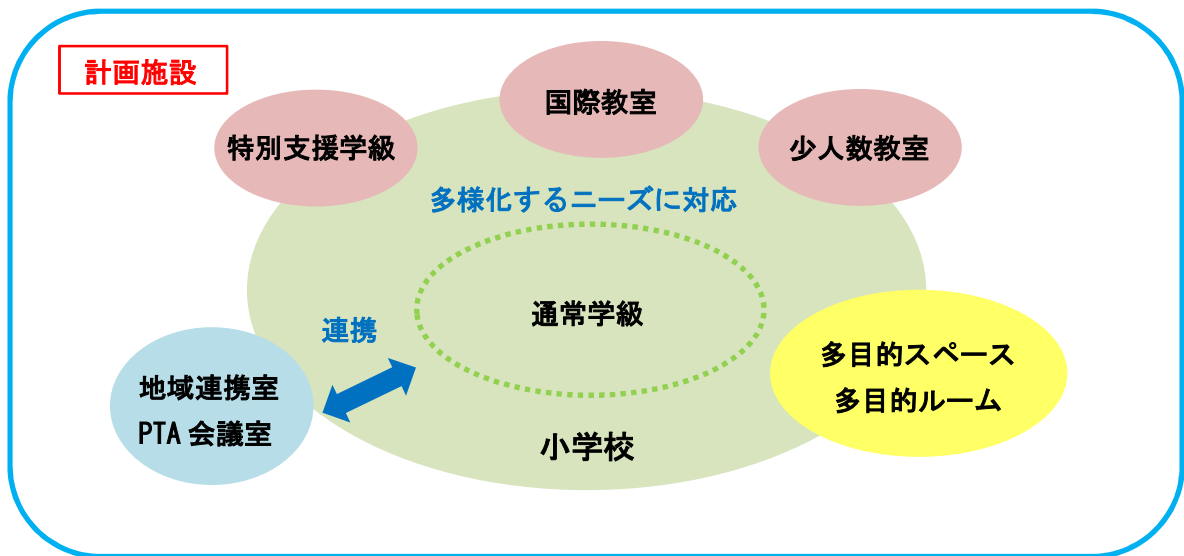 計画施設
国際教室
特別支援学級
少人数教室
多様化するニーズに対応
通常学級
連携
多目的スペース
多目的ルーム
地域連携室
PTA 会議室
小学校